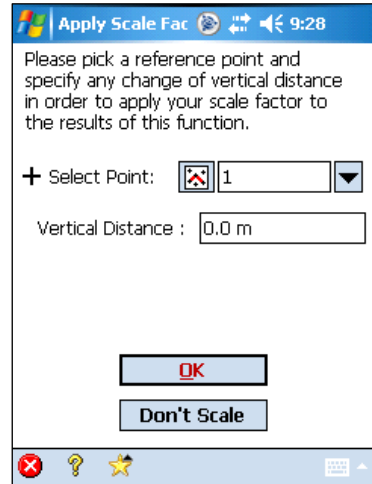 Apply Scale Fac 9:28
Please pick a reference point and
specify any change of vertical distance
in order to apply your scale factor to
the results of this function.
Select Point: 1
Vertical Distance : 0.0 m
OK
Don't Scale